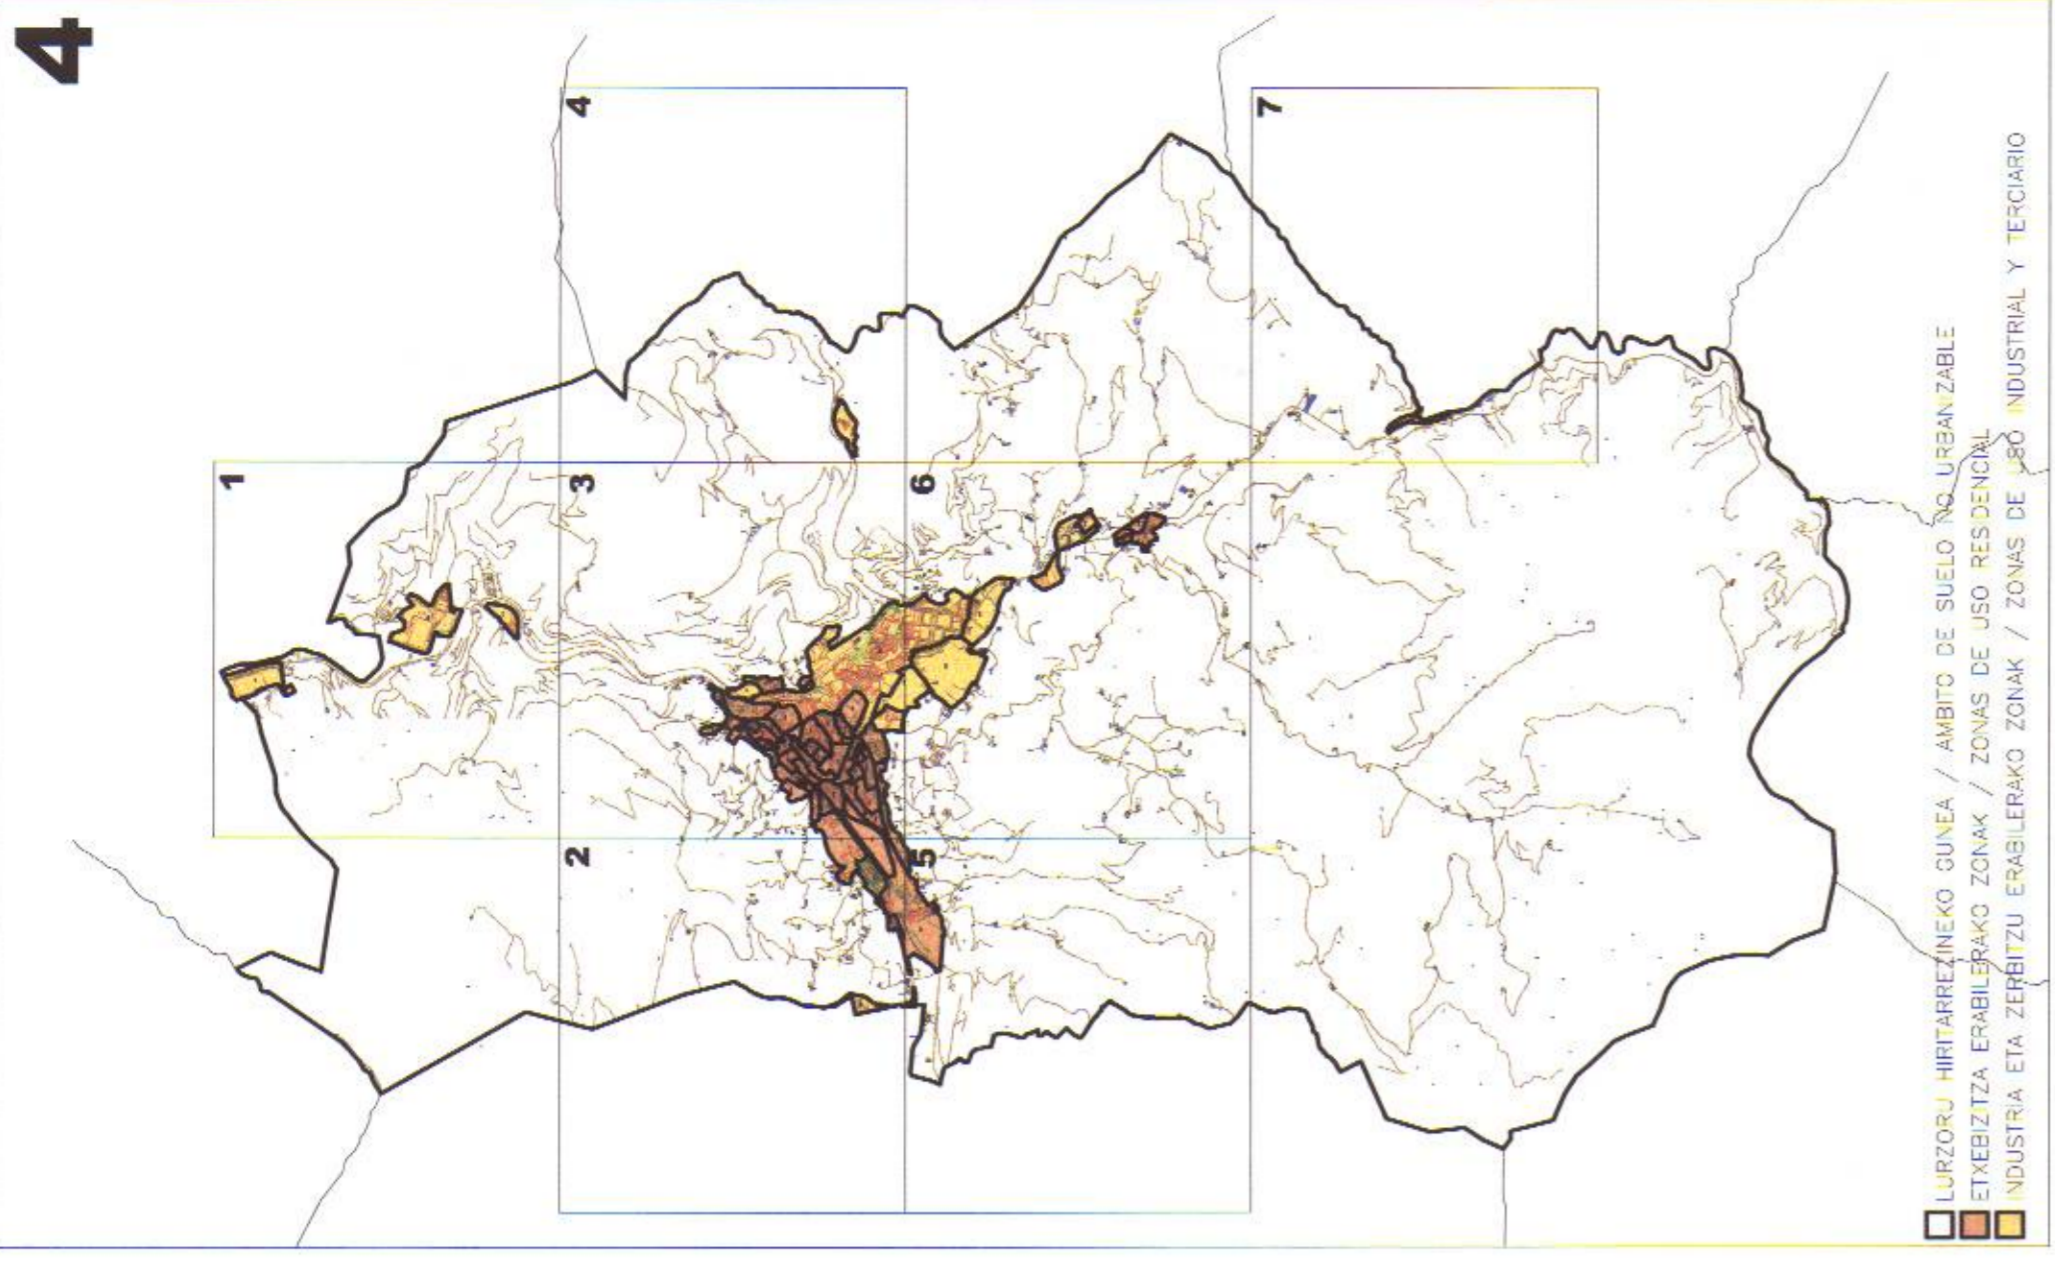 4
1
2
3
4
5
6
7
LURZORU HIRITARREZINEKO GUNEA / AMBITO DE SUELO NO URBANIZABLE
ETXEBIZITZA ERABILERAKO ZONAK / ZONAS DE USO RESIDENCIAL
INDUSTRIA ETA ZERBITZU ERABILERAKO ZONAK / ZONAS DE USO INDUSTRIAL Y TERCIARIO